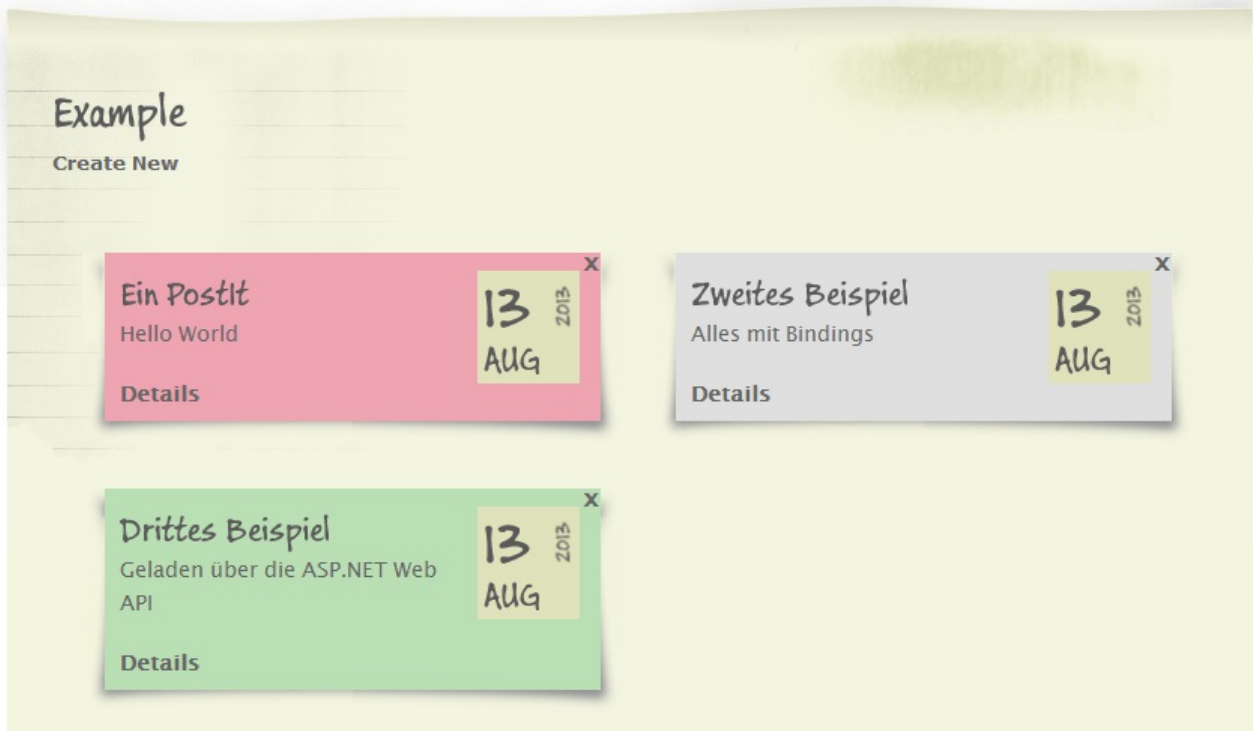 Example
Create New
x
Ein PostIt
Hello World
13
2013
AUG
Details
x
Zweites Beispiel
Alles mit Bindings
13
2013
AUG
Details
x
Drittes Beispiel
Geladen über die ASP.NET Web
API
13
2013
AUG
Details